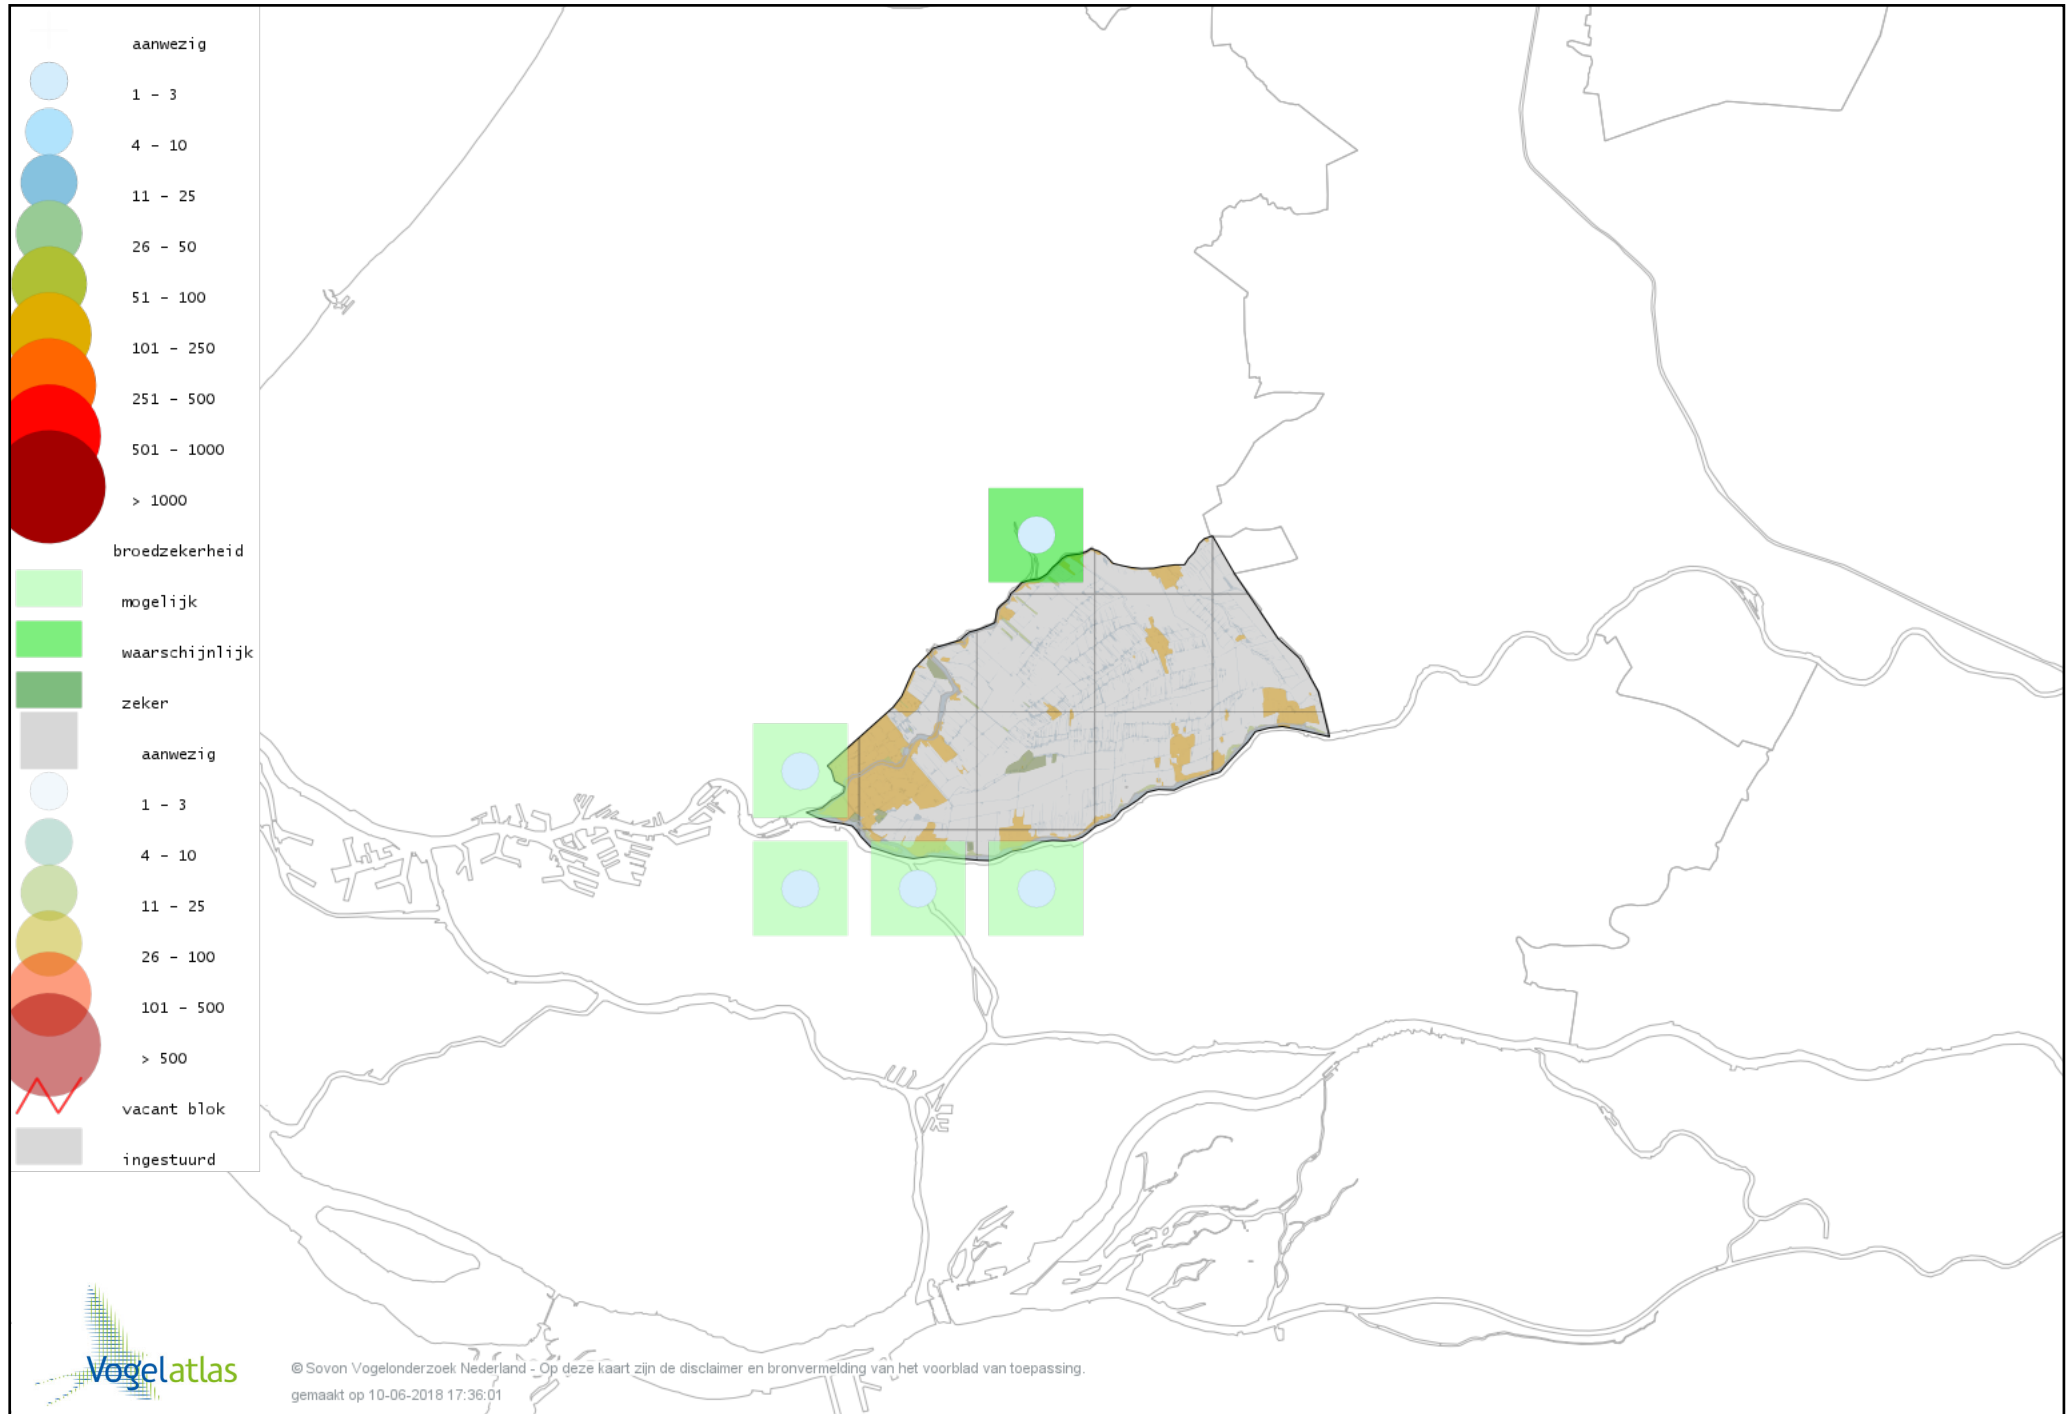 aanwezig
1 - 3
4 - 10
11 - 25
26 - 50
51 - 100
101 - 250
251 - 500
501 - 1000
> 1000
broedzekerheid
mogelijk
waarschijnlijk
zeker
aanwezig
1 - 3
4 - 10
11 - 25
26 - 100
101 - 500
> 500
vacant blok
ingestuurd
Vogelatlas
© Sovon Vogelonderzoek Nederland - Op deze kaart zijn de disclaimer en bronvermelding van het voorblad van toepassing.
gemaakt op 10-06-2018 17:36:01